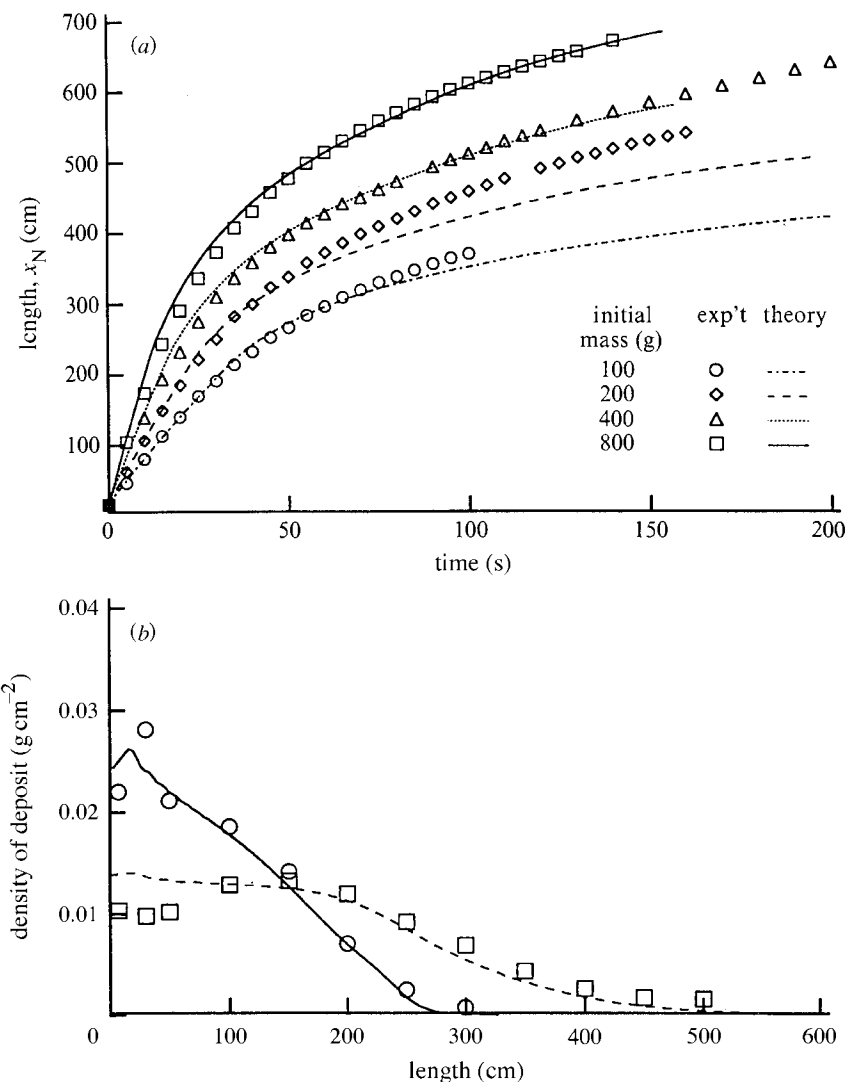 700
(a)
600
500
400
300
200
100
length, x_N (cm)
initial exp't theory
mass (g)
100
200
400
800
0 50 100 150 200
time (s)
0.04
(b)
0.03
0.02
0.01
density of deposit (g cm⁻²)
0 100 200 300 400 500 600
length (cm)